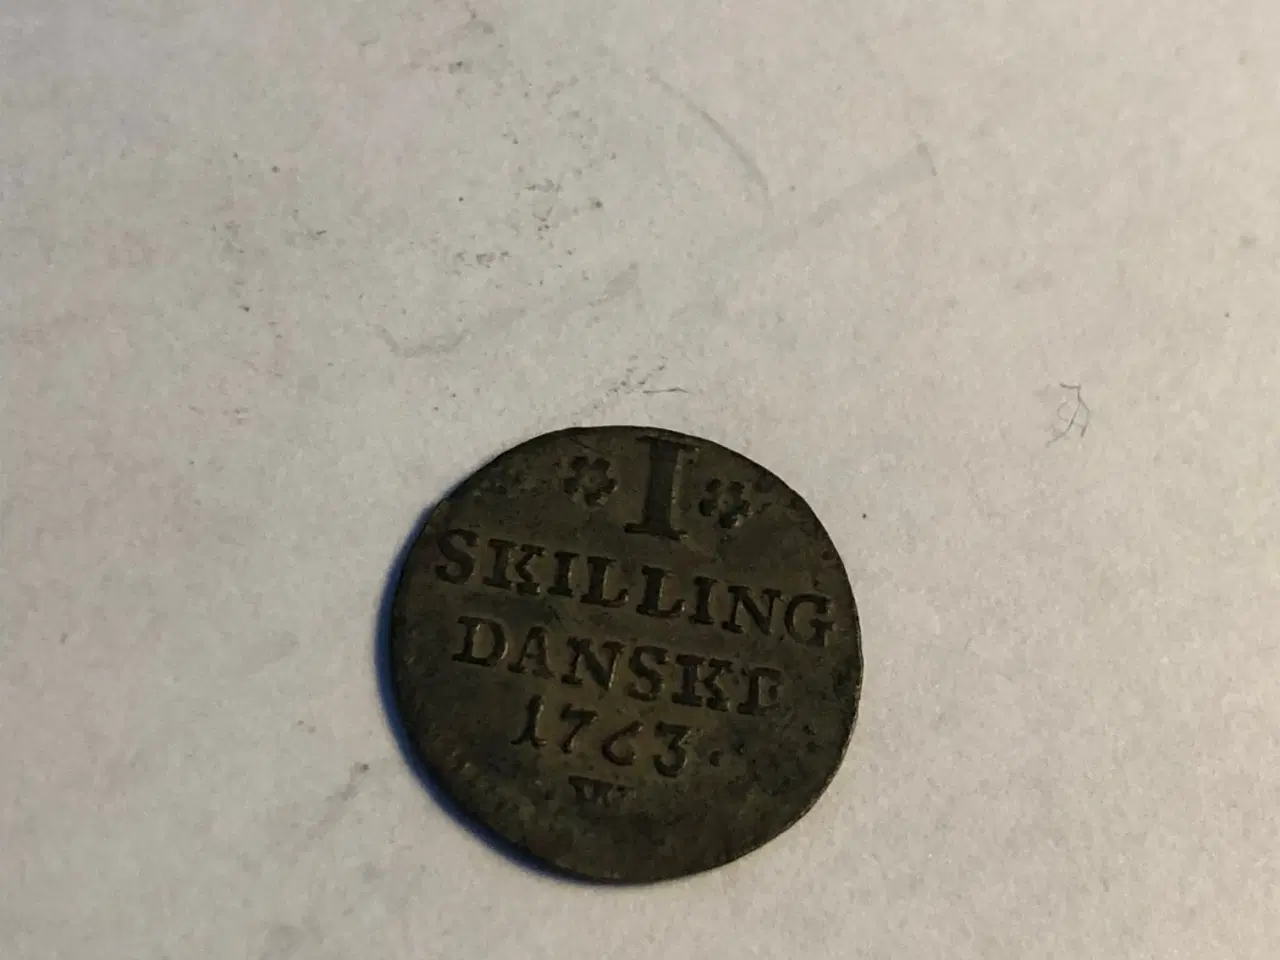 I
SKILLING
DANSKE
1763.
W